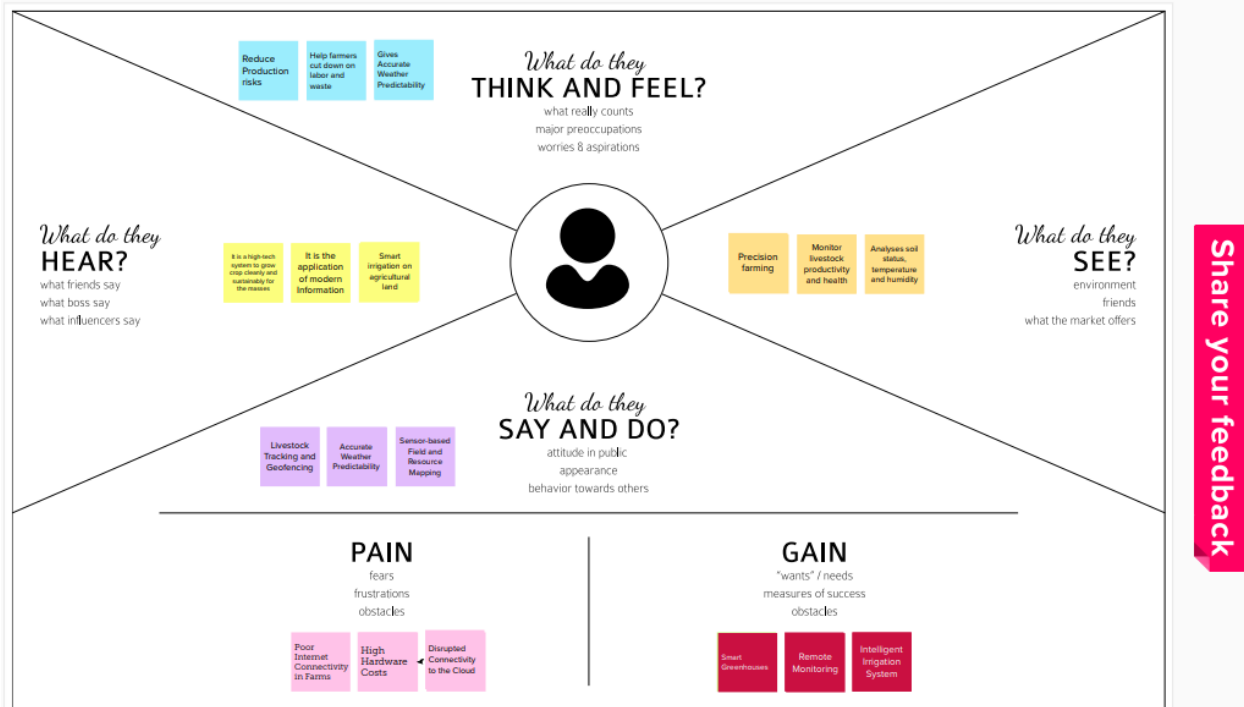 Reduce
Production
risks
Help farmers
cut down on
labor and
waste
Gives
Accurate
Weather
Predictability
What do they
THINK AND FEEL?
what really counts
major preoccupations
worries & aspirations
What do they
HEAR?
what friends say
what boss say
what influencers say
It is a high-tech
system to grow
crop cleanly and
sustainably for
the masses
It is the
application
of modern
Information
Smart
irrigation on
agricultural
land
Precision
farming
Monitor
livestock
productivity
and health
Analyses soil
status,
temperature
and humidity
What do they
SEE?
environment
friends
what the market offers
What do they
SAY AND DO?
attitude in public
appearance
behavior towards others
Livestock
Tracking and
Geofencing
Accurate
Weather
Predictability
Sensor-based
Field and
Resource
Mapping
PAIN
fears
frustrations
obstacles
Poor
Internet
Connectivity
in Farms
High
Hardware
Costs
Disrupted
Connectivity
to the Cloud
GAIN
"wants" / needs
measures of success
obstacles
Smart
Greenhouses
Remote
Monitoring
Intelligent
Irrigation
System
Share your feedback